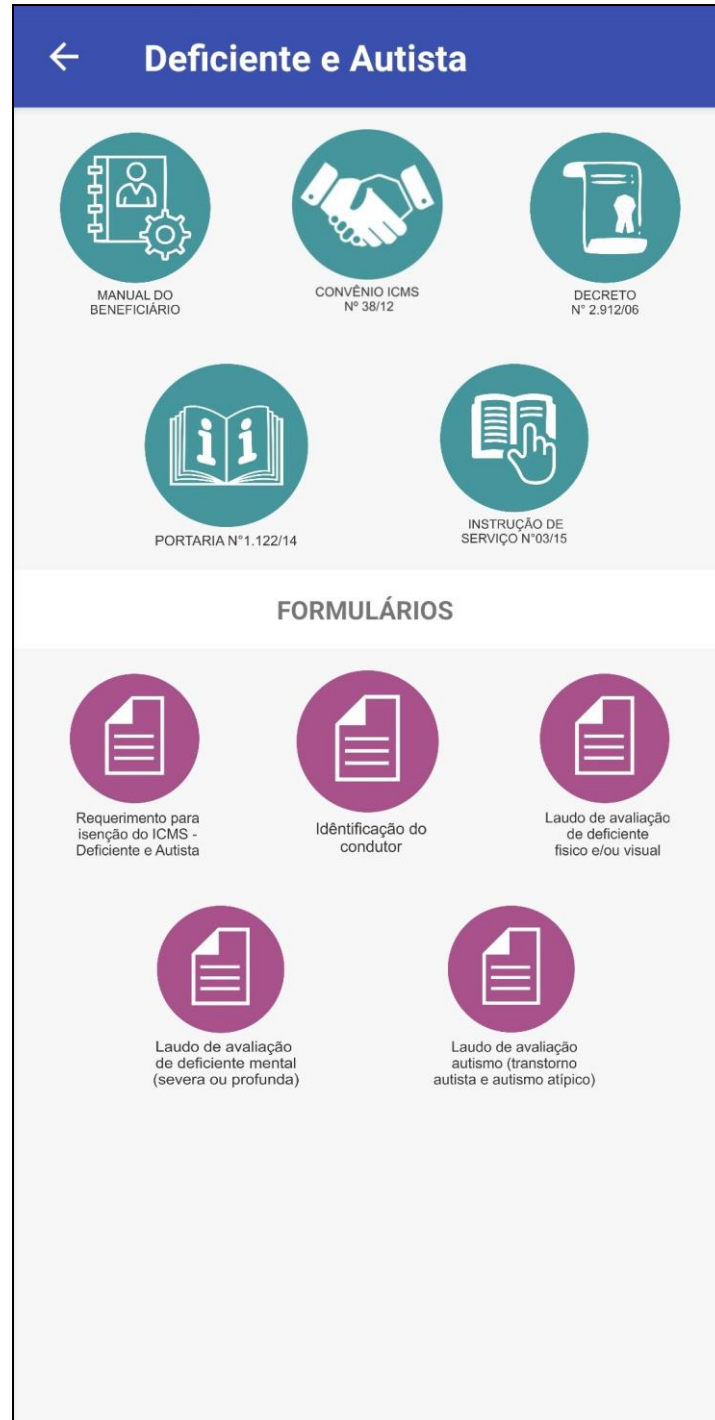 Deficiente e Autista
MANUAL DO
BENEFICIÁRIO
CONVÊNIO ICMS
Nº 38/12
DECRETO
N° 2.912/06
PORTARIA N°1.122/14
INSTRUÇÃO DE
SERVIÇO N°03/15
FORMULÁRIOS
Requerimento para
isenção do ICMS -
Deficiente e Autista
Idêntificação do
condutor
Laudo de avaliação
de deficiente
fisico e/ou visual
Laudo de avaliação
de deficiente mental
(severa ou profunda)
Laudo de avaliação
autismo (transtorno
autista e autismo atípico)